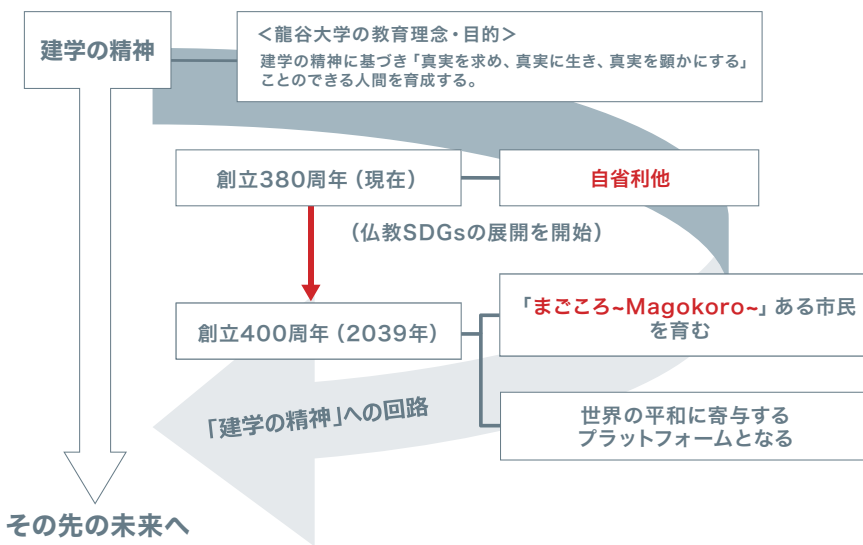 建学の精神
＜龍谷大学の教育理念・目的＞
建学の精神に基づき「真実を求め、真実に生き、真実を顕かにする」
ことのできる人間を育成する。
創立380周年（現在）
自省利他
（仏教SDGsの展開を開始）
創立400周年（2039年）
「まごころ~Magokoro~」ある市民
を育む
「建学の精神」への回路
世界の平和に寄与する
プラットフォームとなる
その先の未来へ